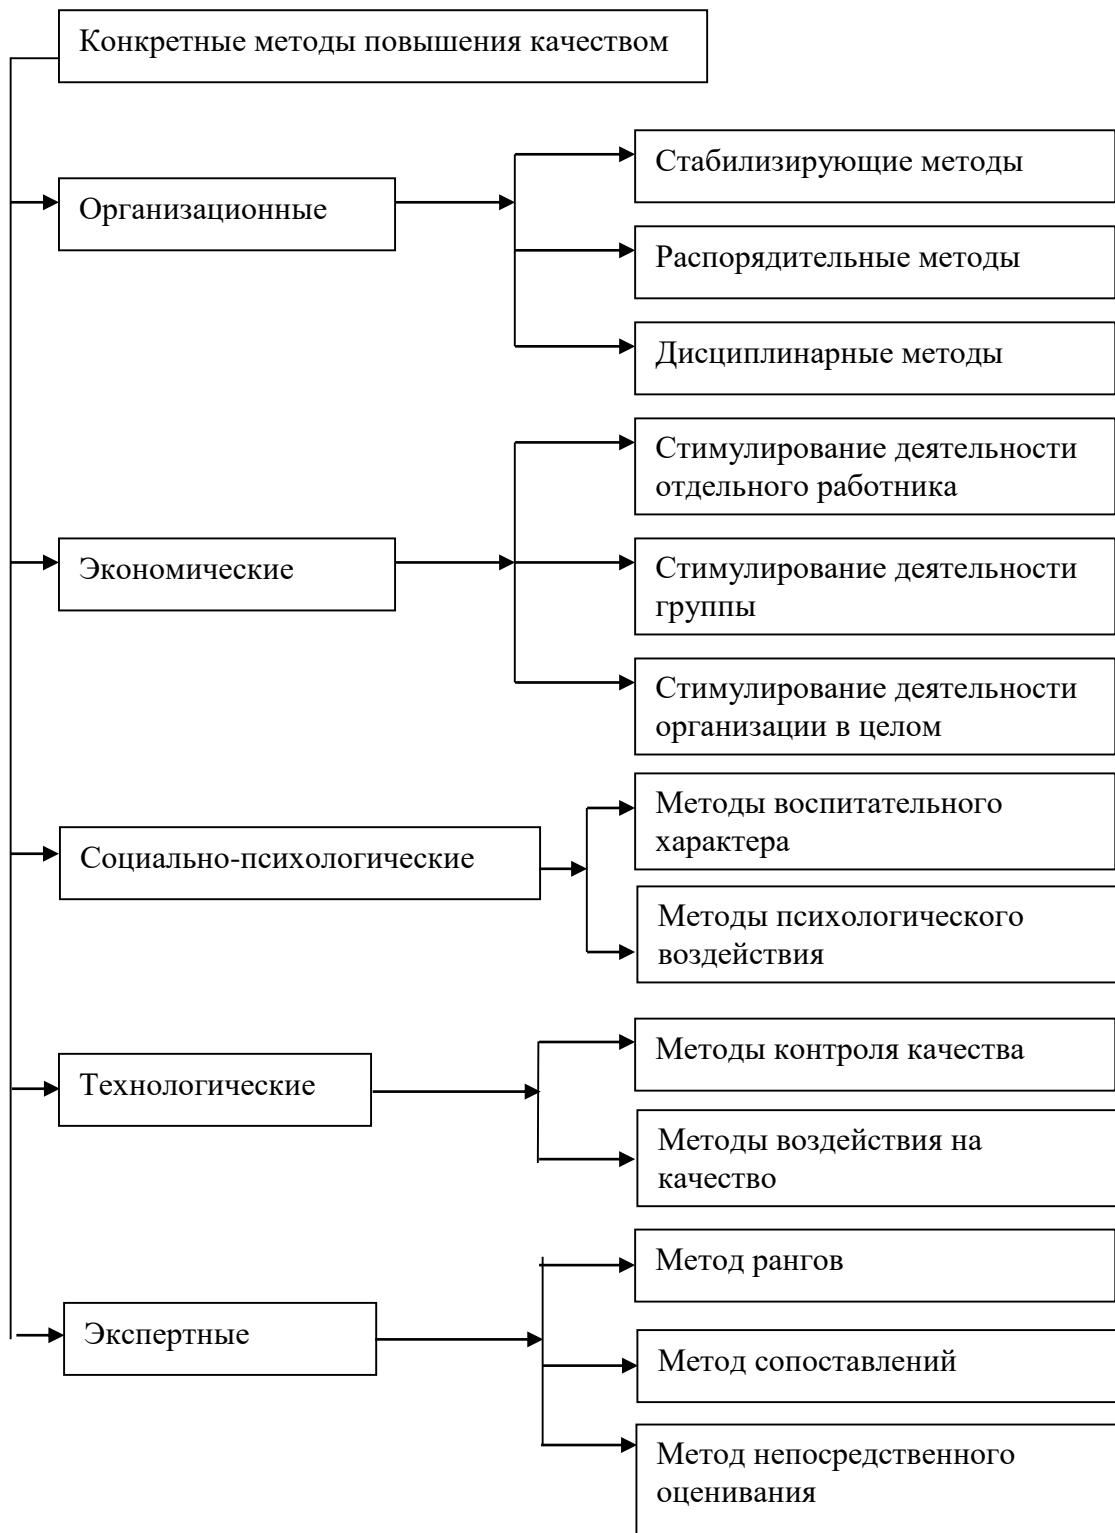 Конкретные методы повышения качеством
Организационные
Стабилизирующие методы
Распорядительные методы
Дисциплинарные методы
Экономические
Стимулирование деятельности
отдельного работника
Стимулирование деятельности
группы
Стимулирование деятельности
организации в целом
Социально-психологические
Методы воспитательного
характера
Методы психологического
воздействия
Технологические
Методы контроля качества
Методы воздействия на
качество
Экспертные
Метод рангов
Метод сопоставлений
Метод непосредственного
оценивания